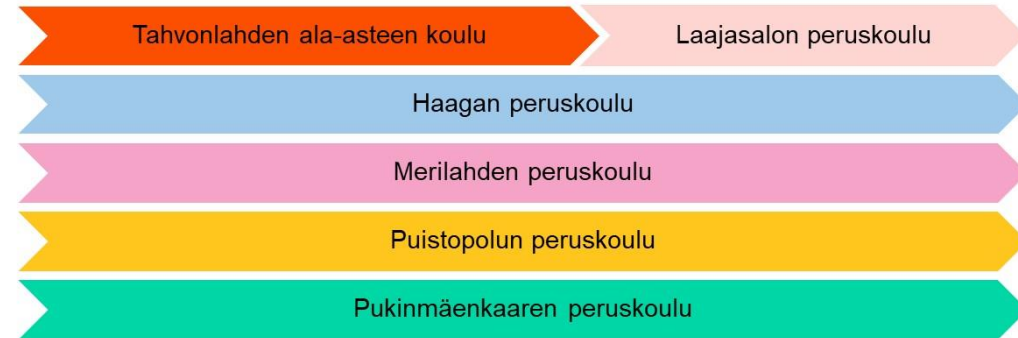 Tahvonlahden ala-asteen koulu
Laajasalon peruskoulu
Haagan peruskoulu
Merilahden peruskoulu
Puistopolun peruskoulu
Pukinmäenkaaren peruskoulu